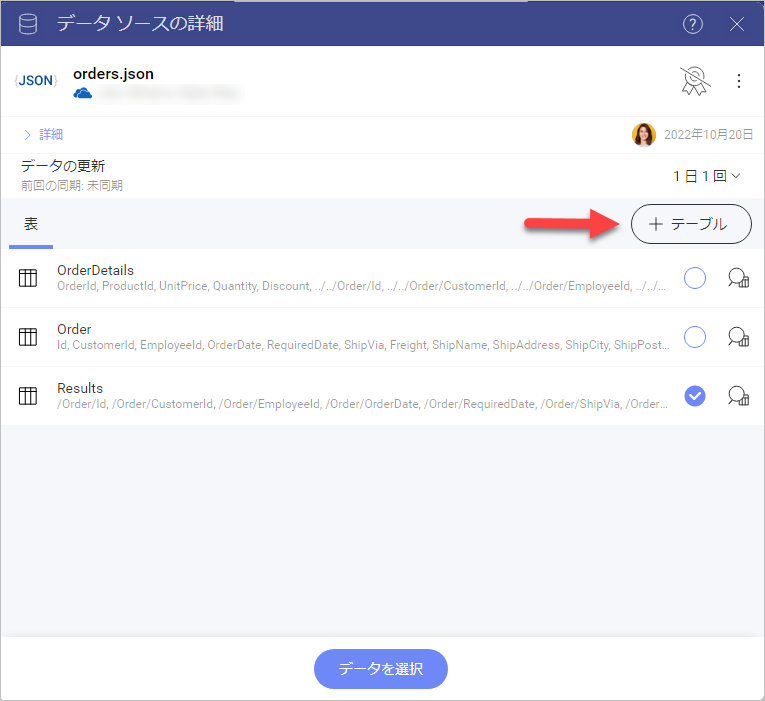 データ ソースの詳細
?
{JSON}
orders.json
詳細
2022年10月20日
データの更新
前回の同期: 未同期
1 日 1 回
表
+ テーブル
OrderDetails
OrderId, ProductId, UnitPrice, Quantity, Discount, ../../Order/Id, ../../Order/CustomerId, ../../Order/EmployeeId, ../../...
Order
Id, CustomerId, EmployeeId, OrderDate, RequiredDate, ShipVia, Freight, ShipName, ShipAddress, ShipCity, ShipPost...
Results
/Order/Id, /Order/CustomerId, /Order/EmployeeId, /Order/OrderDate, /Order/RequiredDate, /Order/ShipVia, /Order...
データを選択